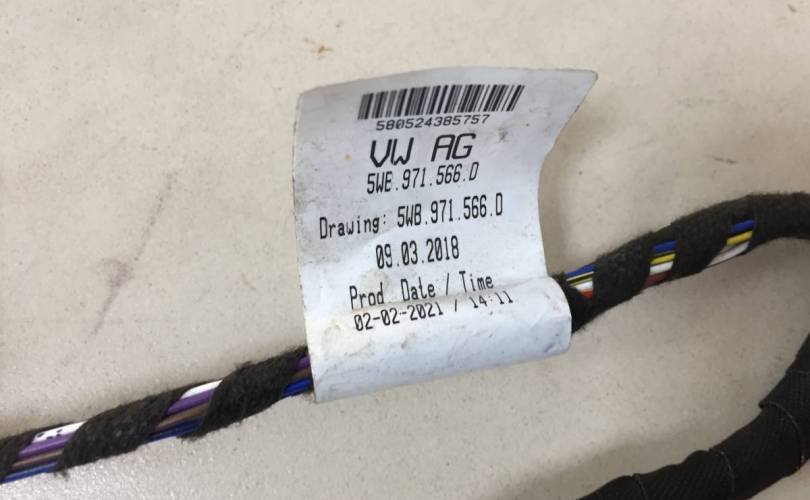 580524385757
VW AG
5WE.971.566.D
Drawing: 5WB.971.566.D
09.03.2018
Prod. Date / Time
02-02-2021 / 14:11